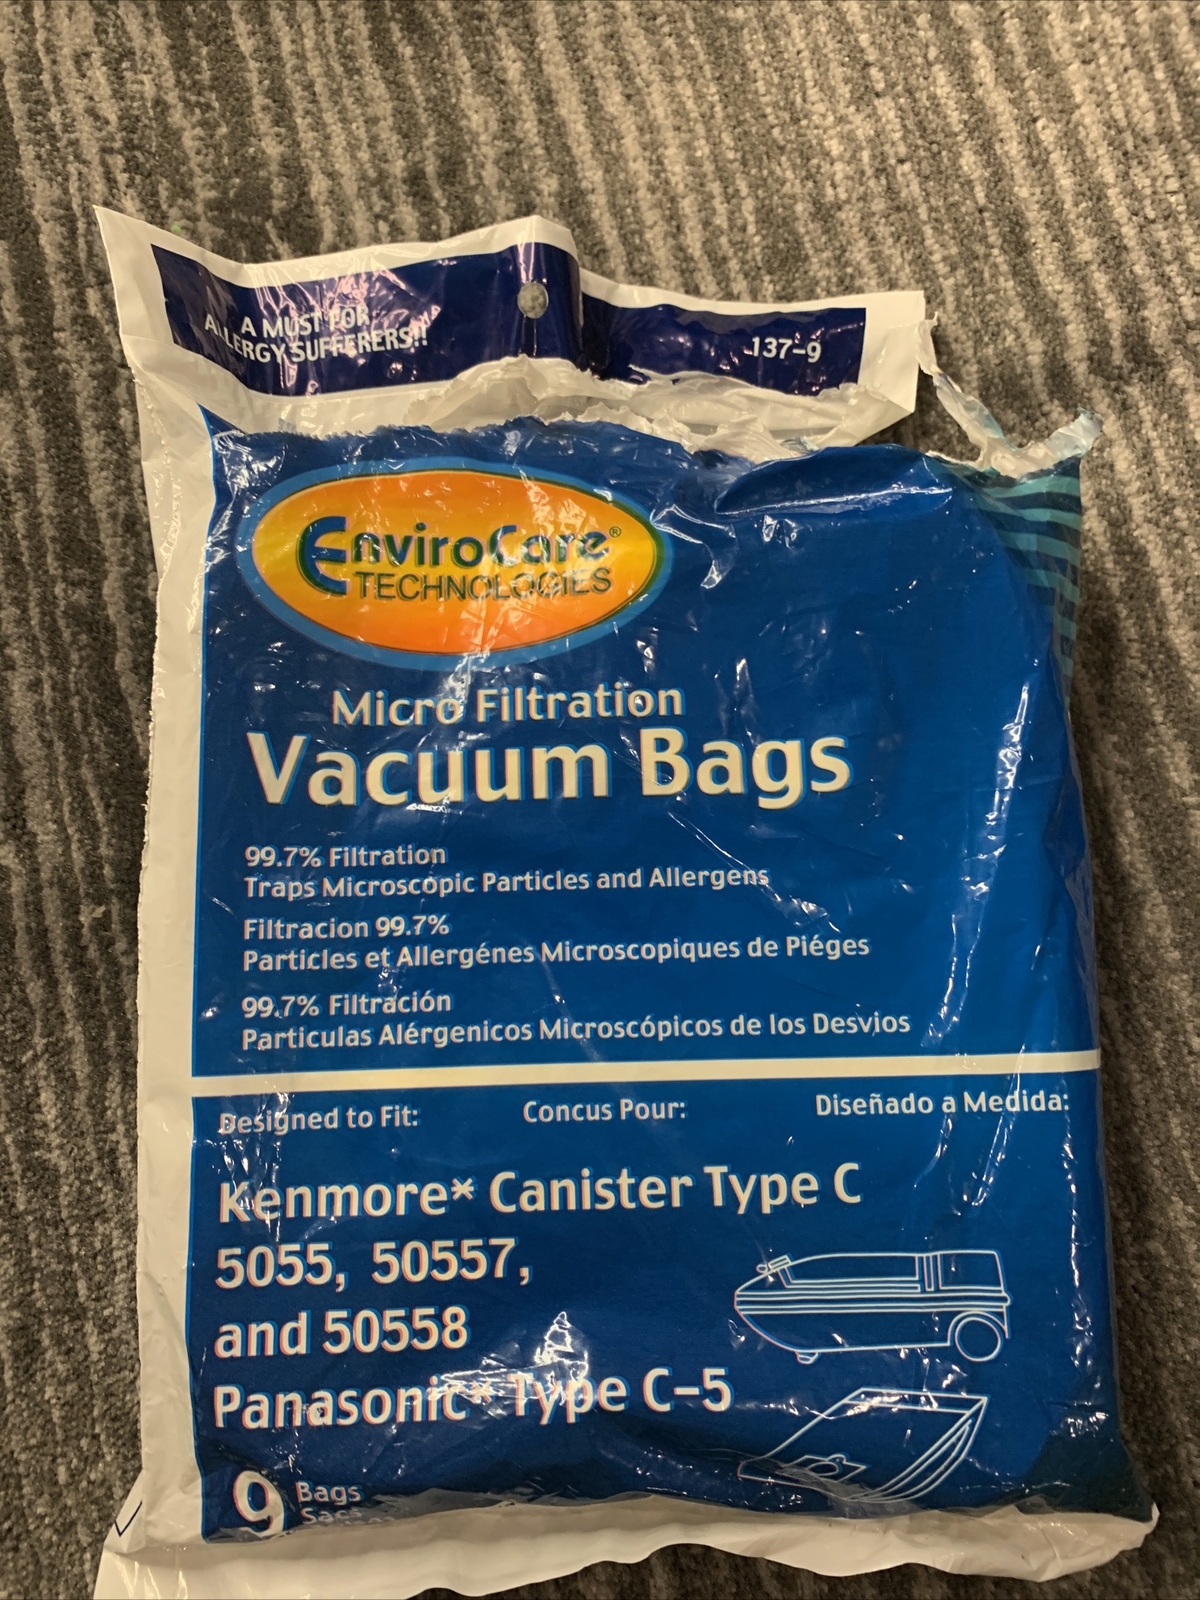 A MUST FOR
ALLERGY SUFFERERS!!
137-9
EnviroCare®
TECHNOLOGIES
Micro Filtration
Vacuum Bags
99.7% Filtration
Traps Microscopic Particles and Allergens
Filtracion 99.7%
Particles et Allergénes Microscopiques de Piéges
99.7% Filtración
Particulas Alérgenicos Microscópicos de los Desvios
Designed to Fit: Concus Pour: Diseñado a Medida:
Kenmore* Canister Type C
5055, 50557,
and 50558
Panasonic* Type C-5
9 Bags
Sacs